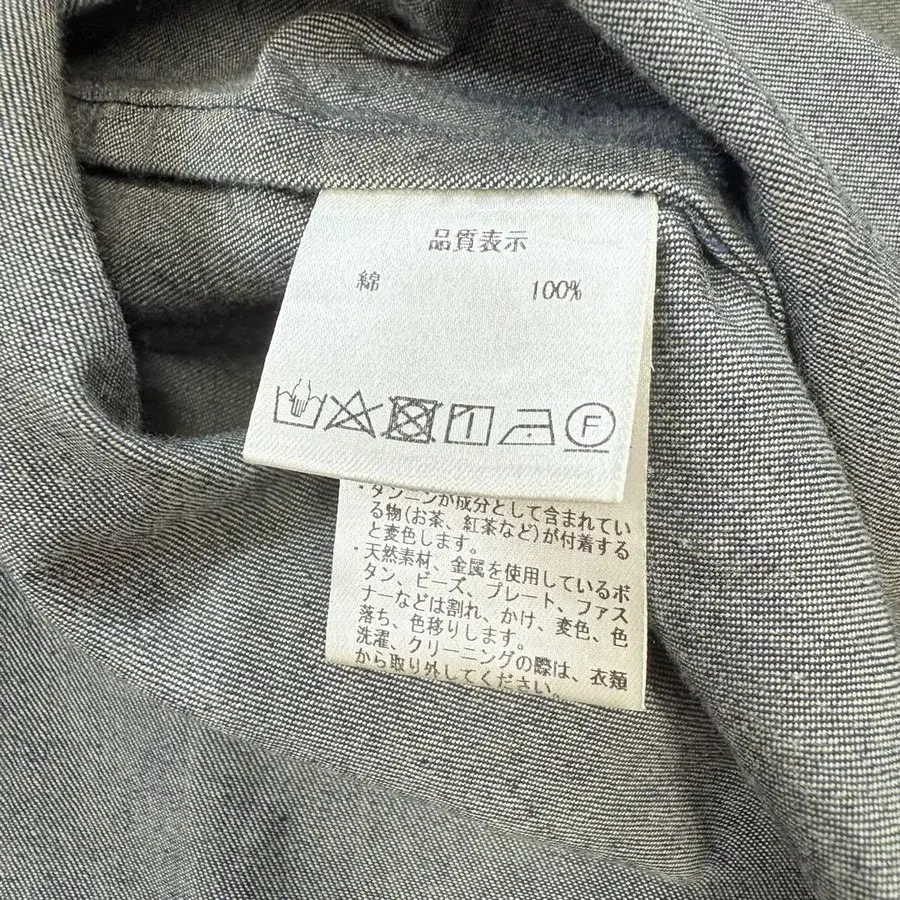 品質表示
綿 100%
F
・タンニンが成分として含まれてい
る物(お茶、紅茶など)が付着する
と変色します。
・天然素材、金属を使用しているボ
タン、ビーズ、プレート、ファス
ナーなどは割れ、かけ、変色、色
落ち、色移りします。
洗濯、クリーニングの際は、衣類
から取り外してください。